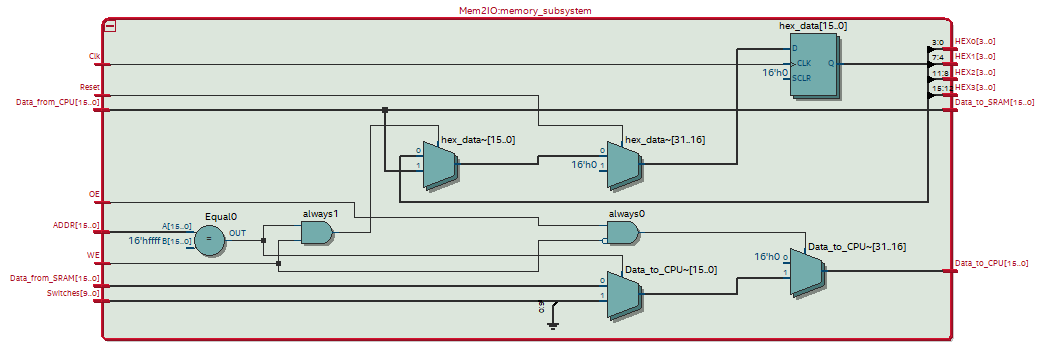 Mem2IO:memory_subsystem
hex_data[15..0]
Clk
D
CLK
Q
16'h0
SCLR
3:0
HEX0[3..0]
7:4
HEX1[3..0]
11:8
HEX2[3..0]
HEX3[3..0]
Reset
Data_from_CPU[15..0]
Data_to_SRAM[15..0]
hex_data~[15..0]
0
1
hex_data~[31..16]
0
16'h0
1
OE
ADDR[15..0]
Equal0
A[15..0]
16'hffff
B[15..0]
=
OUT
always1
always0
WE
Data_from_SRAM[15..0]
Switches[9..0]
Data_to_CPU~[15..0]
0
1
Data_to_CPU~[31..16]
16'h0
0
1
Data_to_CPU[15..0]